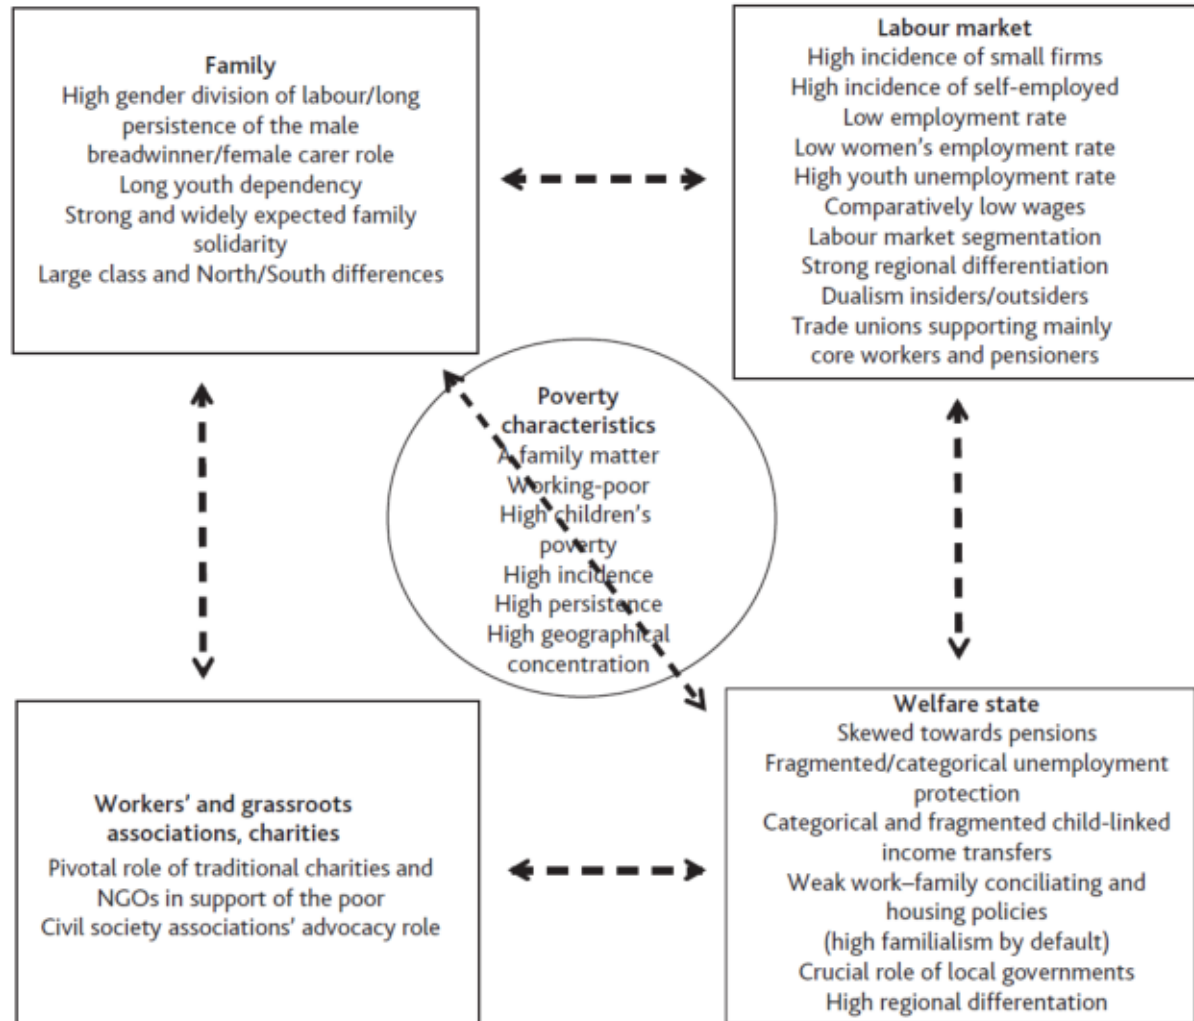 Family
High gender division of labour/long
persistence of the male
breadwinner/female carer role
Long youth dependency
Strong and widely expected family
solidarity
Large class and North/South differences
Labour market
High incidence of small firms
High incidence of self-employed
Low employment rate
Low women's employment rate
High youth unemployment rate
Comparatively low wages
Labour market segmentation
Strong regional differentiation
Dualism insiders/outsiders
Trade unions supporting mainly
core workers and pensioners
Poverty
characteristics
A family matter
Working-poor
High children's
poverty
High incidence
High persistence
High geographical
concentration
Workers' and grassroots
associations, charities
Pivotal role of traditional charities and
NGOs in support of the poor
Civil society associations' advocacy role
Welfare state
Skewed towards pensions
Fragmented/categorical unemployment
protection
Categorical and fragmented child-linked
income transfers
Weak work–family conciliating and
housing policies
(high familialism by default)
Crucial role of local governments
High regional differentation